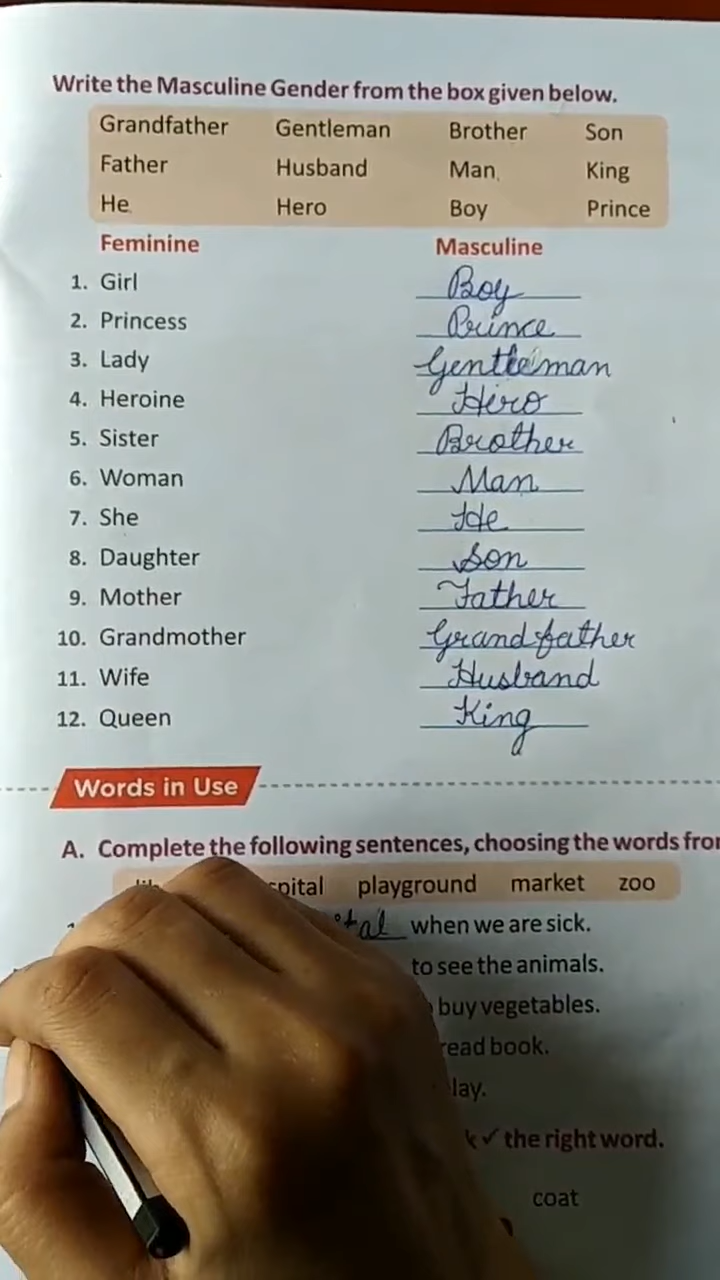 Write the Masculine Gender from the box given below.
Grandfather Gentleman Brother Son
Father Husband Man King
He Hero Boy Prince
Feminine Masculine
1. Girl Boy
2. Princess Prince
3. Lady Gentleman
4. Heroine Hero
5. Sister Brother
6. Woman Man
7. She He
8. Daughter Son
9. Mother Father
10. Grandmother Grandfather
11. Wife Husband
12. Queen King
Words in Use
A. Complete the following sentences, choosing the words
playground market zoo
when we are sick.
to see the animals.
buy vegetables.
book.
✓ the right word.
coat